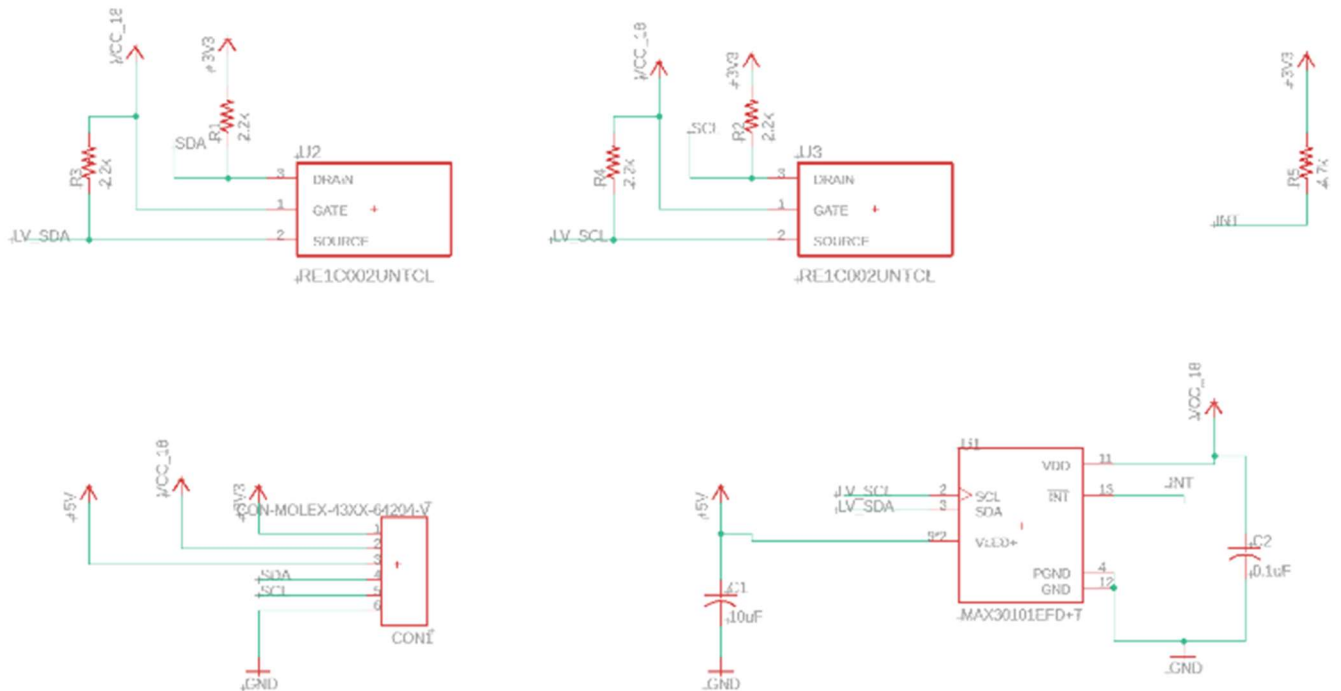 VCC_18
+3V3
R1
2.2k
SDA
R3
2.2k
LV_SDA
U2
3
DRAIN
1
GATE
2
SOURCE
RE1C002UNTCL
VCC_18
+3V3
SCL
R2
2.2k
R4
2.2k
LV_SCL
U3
3
DRAIN
1
GATE
2
SOURCE
RE1C002UNTCL
+3V3
R5
4.7k
INT
+5V
VCC_18
+3V3
CON-MOLEX-43XX-64204-V
1
2
3
SDA
4
SCL
5
6
CON1
GND
+5V
C1
10uF
GND
LV_SCL
LV_SDA
U1
2
SCL
3
SDA
VLED+
VDD
11
INT
13
INT
PGND
4
GND
12
MAX30101EFD+T
VCC_18
C2
0.1uF
GND